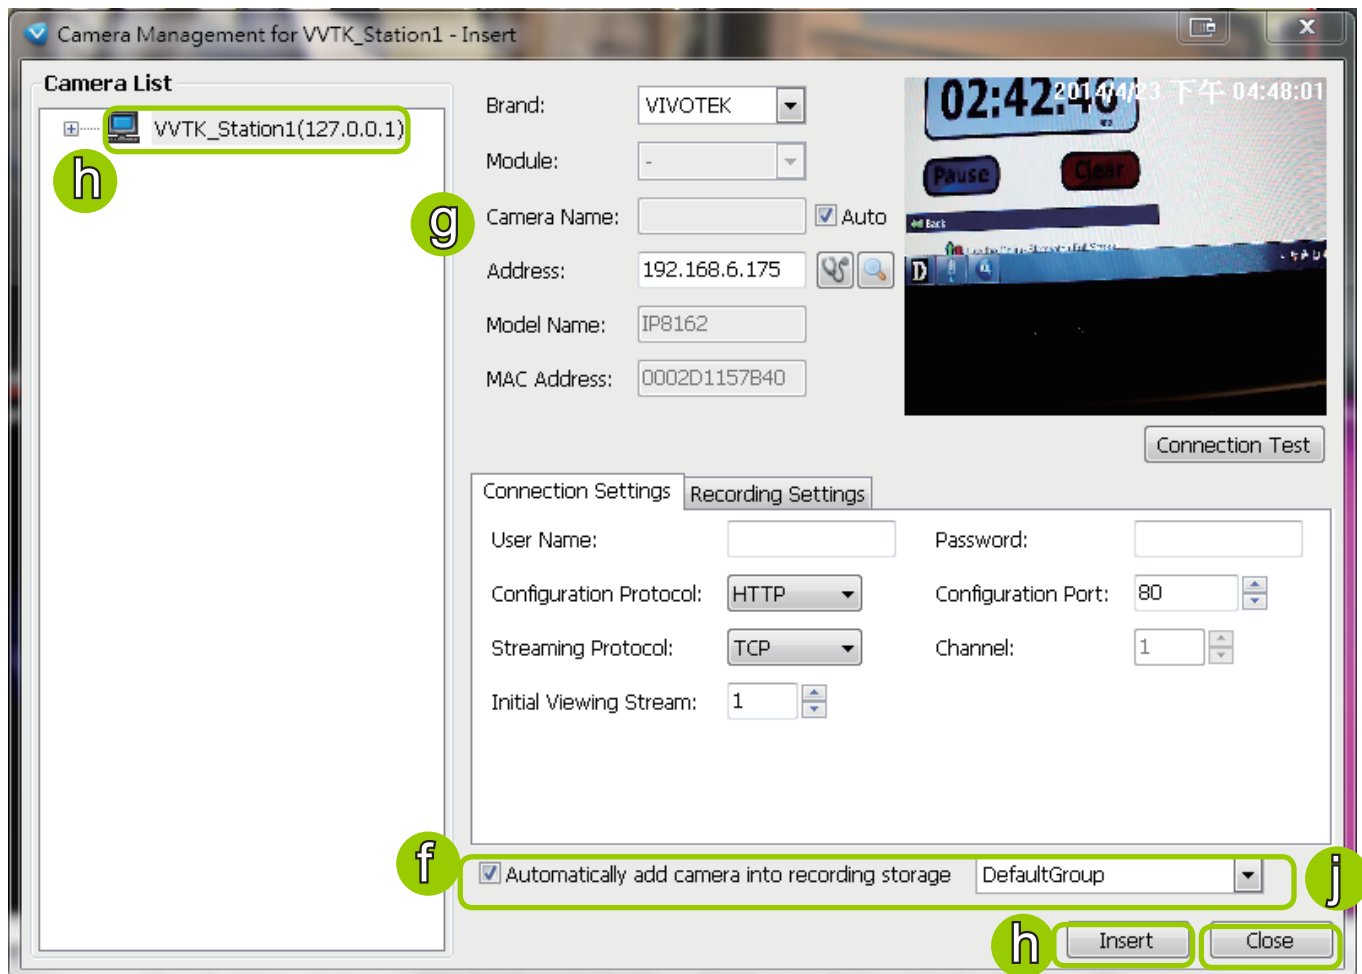 Camera Management for VVTK_Station1 - Insert
X
Camera List
VVTK_Station1(127.0.0.1)
h
Brand:
VIVOTEK
Module:
-
g
Camera Name:
Auto
Address:
192.168.6.175
Model Name:
IP8162
MAC Address:
0002D1157B40
02:42:40
2014/4/23 下午 04:48:01
Pause
Clear
Back
D
Connection Test
Connection Settings
Recording Settings
User Name:
Password:
Configuration Protocol:
HTTP
Configuration Port:
80
Streaming Protocol:
TCP
Channel:
1
Initial Viewing Stream:
1
f
Automatically add camera into recording storage
DefaultGroup
j
h
Insert
Close